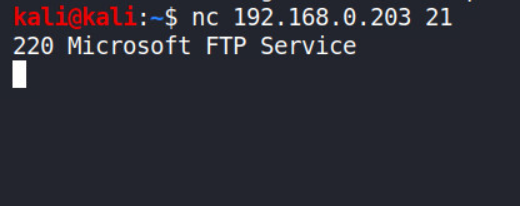 kali@kali:~$ nc 192.168.0.203 21
220 Microsoft FTP Service